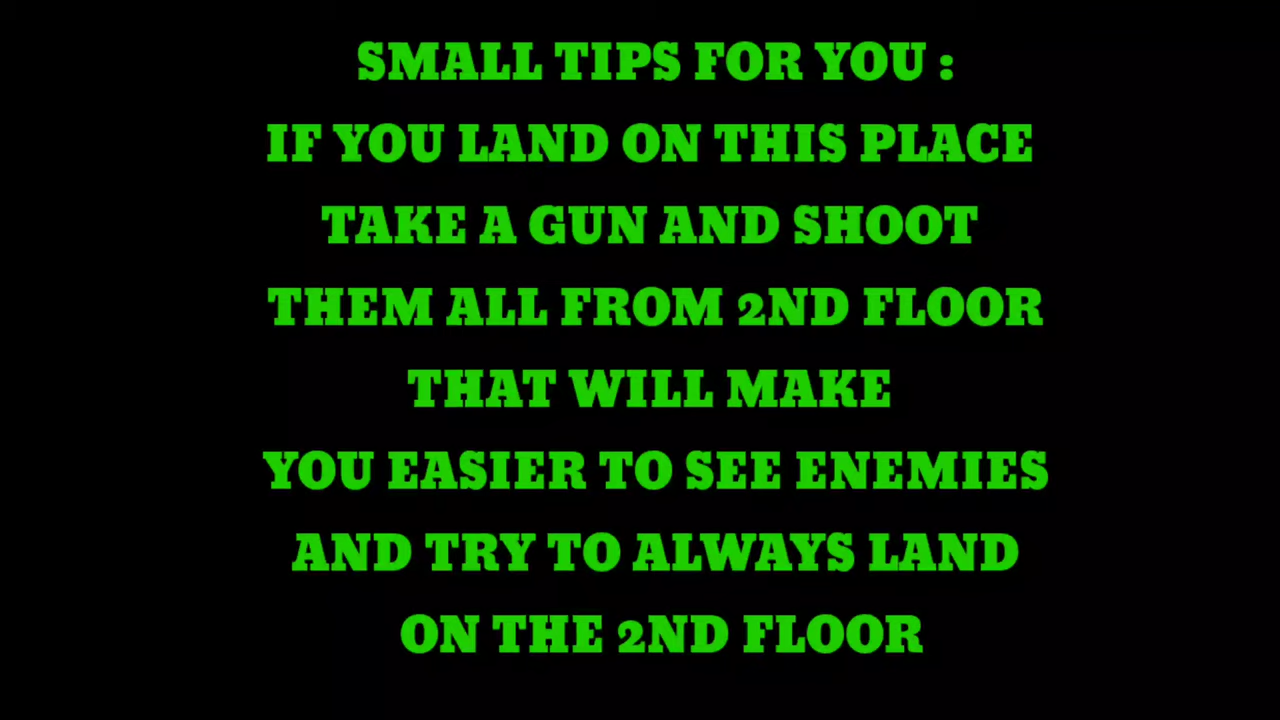 SMALL TIPS FOR YOU :
IF YOU LAND ON THIS PLACE
TAKE A GUN AND SHOOT
THEM ALL FROM 2ND FLOOR
THAT WILL MAKE
YOU EASIER TO SEE ENEMIES
AND TRY TO ALWAYS LAND
ON THE 2ND FLOOR